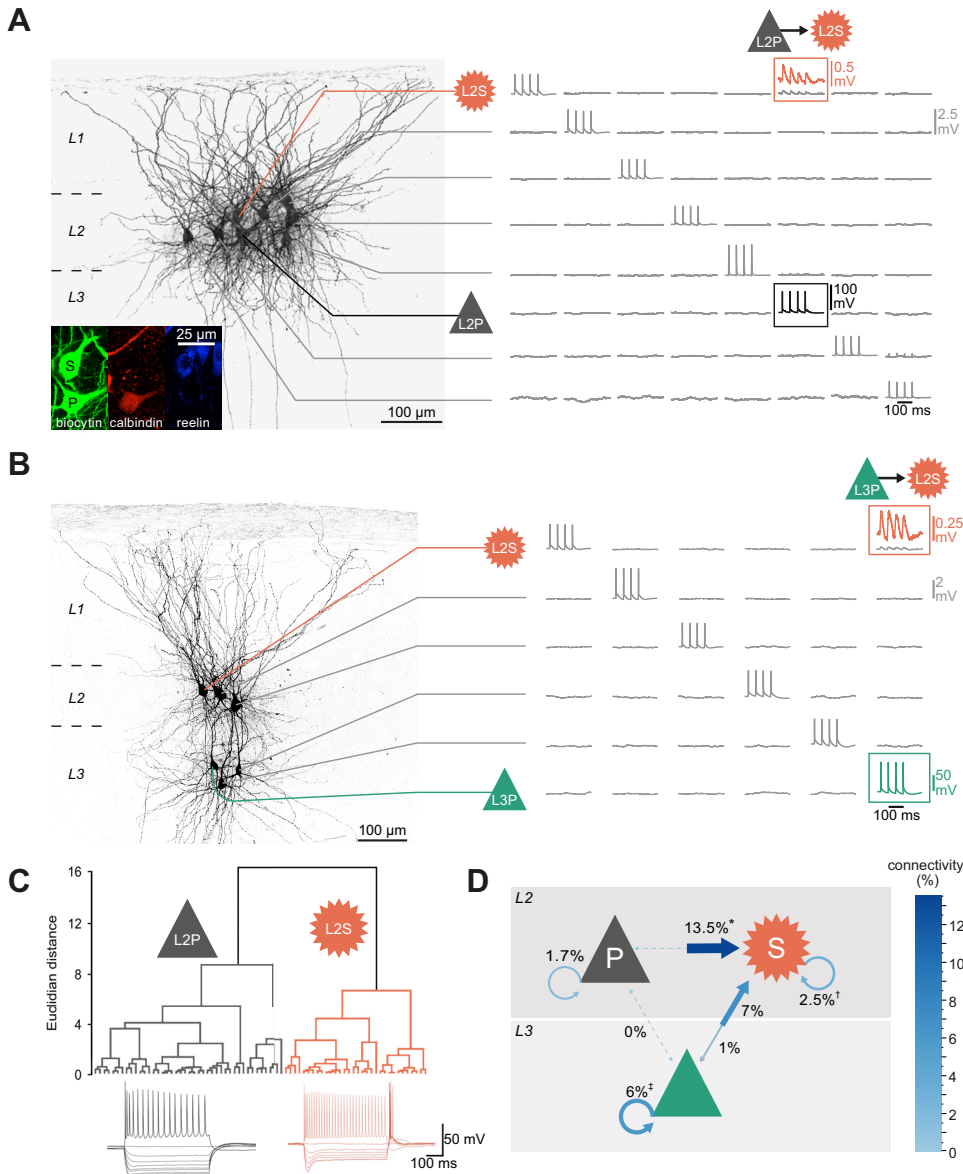 A
L2P
L2S
L2S
0.5
mV
L1
2.5
mV
L2
L3
L2P
100
mV
25 µm
S
P
biocytin
calbindin
reelin
100 µm
100 ms
B
L3P
L2S
L2S
0.25
mV
L1
2
mV
L2
L3
L3P
50
mV
100 µm
100 ms
C
16
12
8
4
0
Euclidian distance
L2P
L2S
50 mV
100 ms
D
connectivity
(%)
L2
13.5%*
P
S
1.7%
2.5%†
7%
L3
0%
1%
6%‡
12
10
8
6
4
2
0